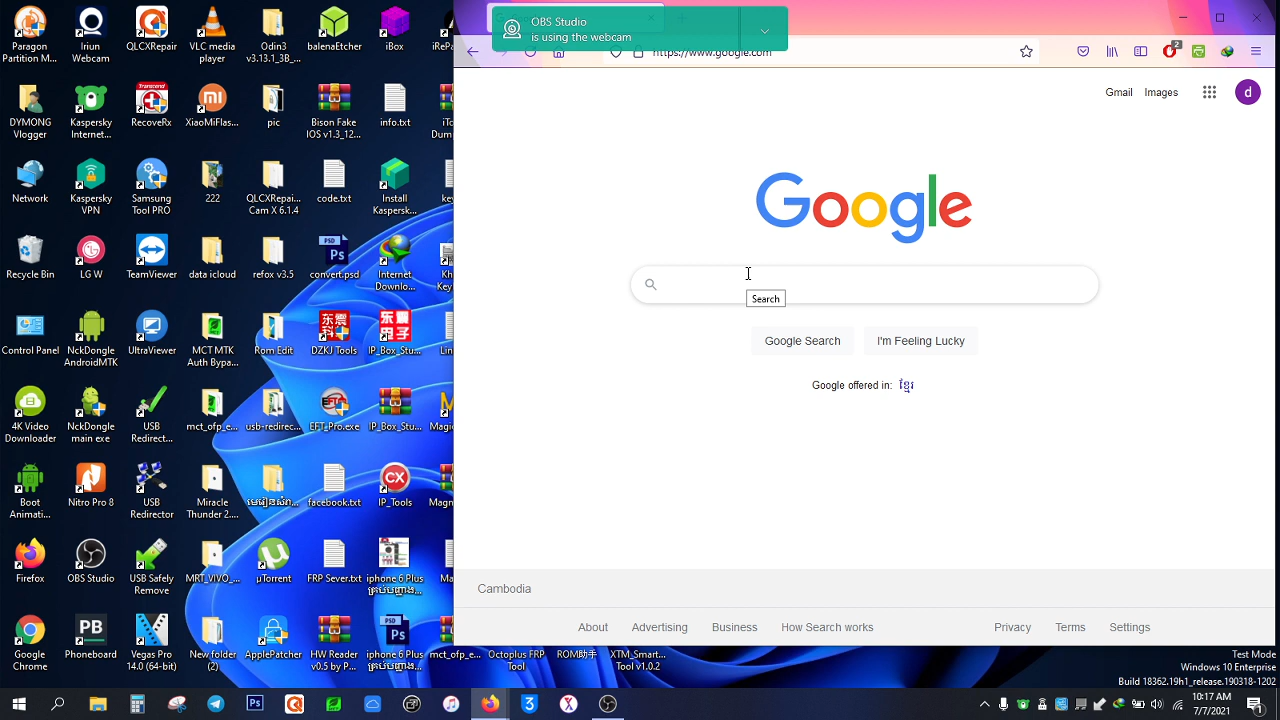 Paragon
Partition M...
Iriun
Webcam
QLCXRepair
VLC media
player
Odin3
v3.13.1_3B_...
balenaEtcher
iBox
DYMONG
Vlogger
Kaspersky
Internet...
RecoveRx
XiaoMiFlas...
pic
Bison Fake
IOS v1.3_12...
info.txt
Network
Kaspersky
VPN
Samsung
Tool PRO
222
QLCXRepai...
Cam X 6.1.4
code.txt
Install
Kaspersk...
Recycle Bin
LG W
TeamViewer
data icloud
refox v3.5
convert.psd
Internet
Downlo...
Control Panel
NckDongle
AndroidMTK
UltraViewer
MCT MTK
Auth Bypa...
Rom Edit
DZKJ Tools
IP_Box_Stu...
4K Video
Downloader
NckDongle
main exe
USB
Redirect...
mct_ofp_e...
usb-redirec...
EFT_Pro.exe
IP_Box_Stu...
Boot
Animati...
Nitro Pro 8
USB
Redirector
Miracle
Thunder 2....
facebook.txt
IP_Tools
Firefox
OBS Studio
USB Safely
Remove
MRT_VIVO_...
µTorrent
FRP Sever.txt
iphone 6 Plus
Google
Chrome
Phoneboard
Vegas Pro
14.0 (64-bit)
New folder
(2)
ApplePatcher
HW Reader
v0.5 by P...
iphone 6 Plus
mct_ofp_e...
Octoplus FRP
Tool
ROM助手
XTM_Smart...
Tool v1.0.2
OBS Studio
is using the webcam
https://www.google.com
Gmail
Images
d
Google
Search
Google Search
I'm Feeling Lucky
Google offered in: ខ្មែរ
Cambodia
About
Advertising
Business
How Search works
Privacy
Terms
Settings
Test Mode
Windows 10 Enterprise
Build 18362.19h1_release.190318-1202
10:17 AM
7/7/2021